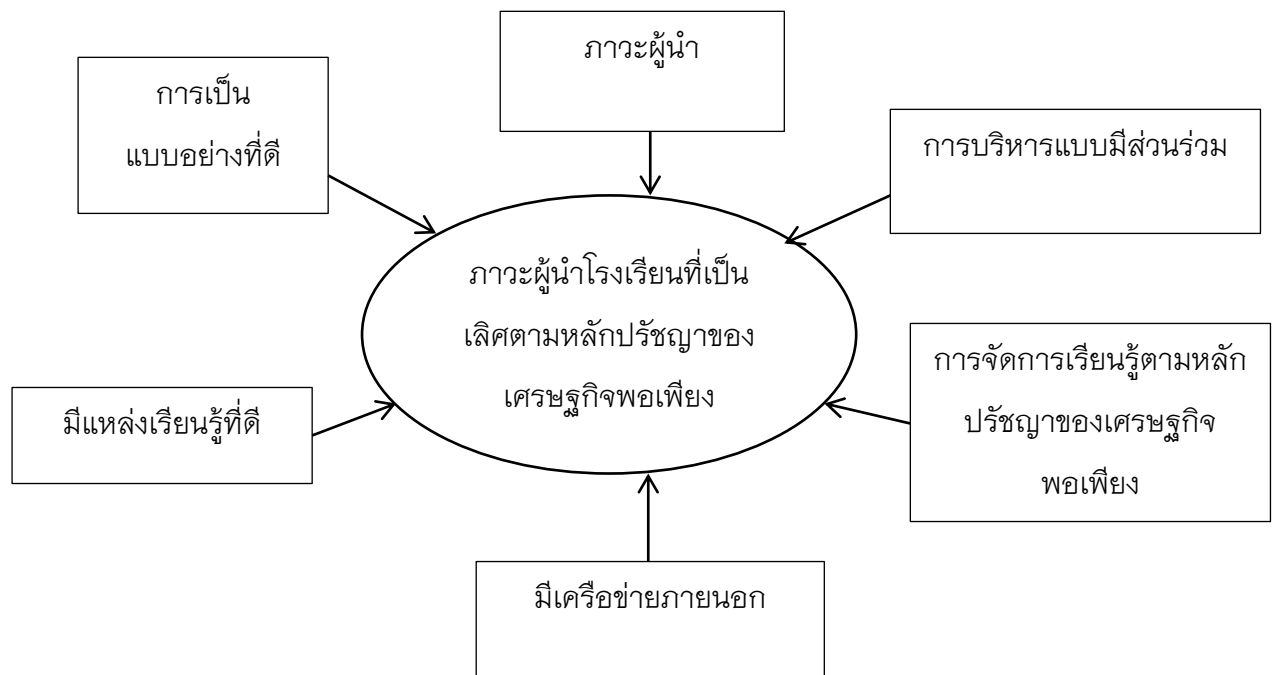 ภาวะผู้นำ
การเป็น
แบบอย่างที่ดี
การบริหารแบบมีส่วนร่วม
ภาวะผู้นำโรงเรียนที่เป็น
เลิศตามหลักปรัชญาของ
เศรษฐกิจพอเพียง
การจัดการเรียนรู้ตามหลัก
ปรัชญาของเศรษฐกิจ
พอเพียง
มีแหล่งเรียนรู้ที่ดี
มีเครือข่ายภายนอก